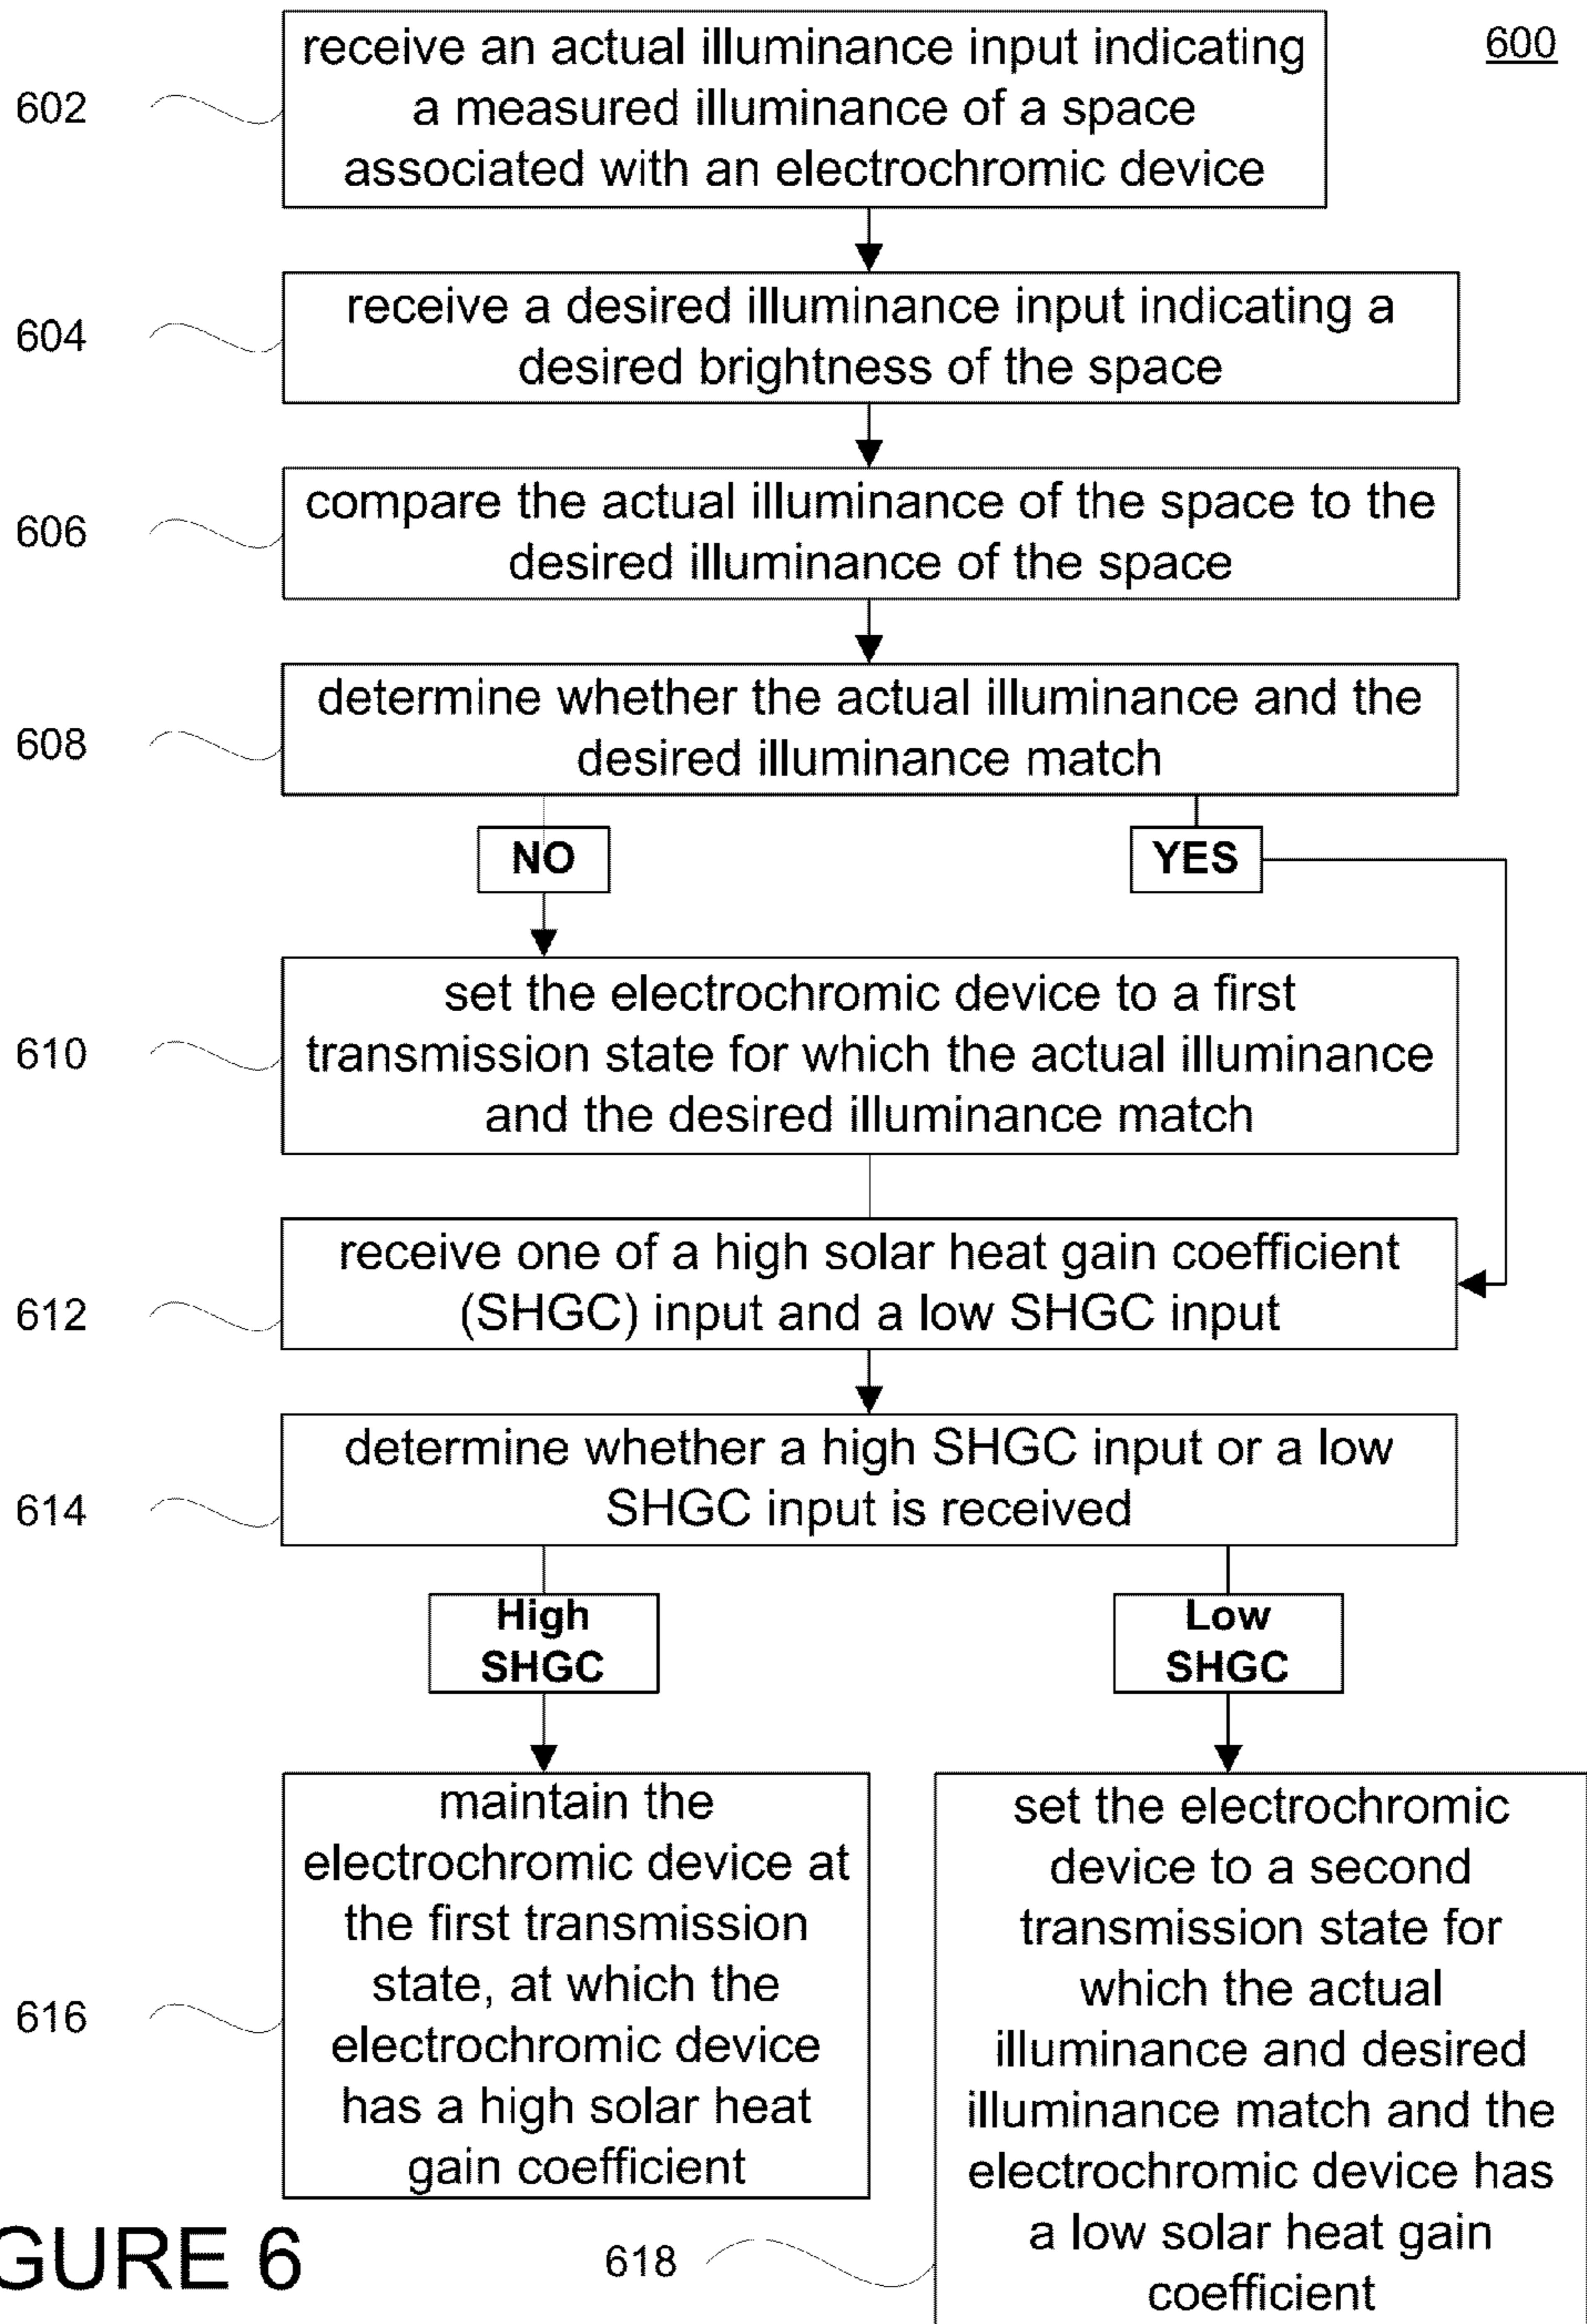 600
602
receive an actual illuminance input indicating
a measured illuminance of a space
associated with an electrochromic device
604
receive a desired illuminance input indicating a
desired brightness of the space
606
compare the actual illuminance of the space to the
desired illuminance of the space
608
determine whether the actual illuminance and the
desired illuminance match
NO
YES
610
set the electrochromic device to a first
transmission state for which the actual illuminance
and the desired illuminance match
612
receive one of a high solar heat gain coefficient
(SHGC) input and a low SHGC input
614
determine whether a high SHGC input or a low
SHGC input is received
High
SHGC
Low
SHGC
616
maintain the
electrochromic device at
the first transmission
state, at which the
electrochromic device
has a high solar heat
gain coefficient
618
set the electrochromic
device to a second
transmission state for
which the actual
illuminance and desired
illuminance match and the
electrochromic device has
a low solar heat gain
coefficient
GURE 6